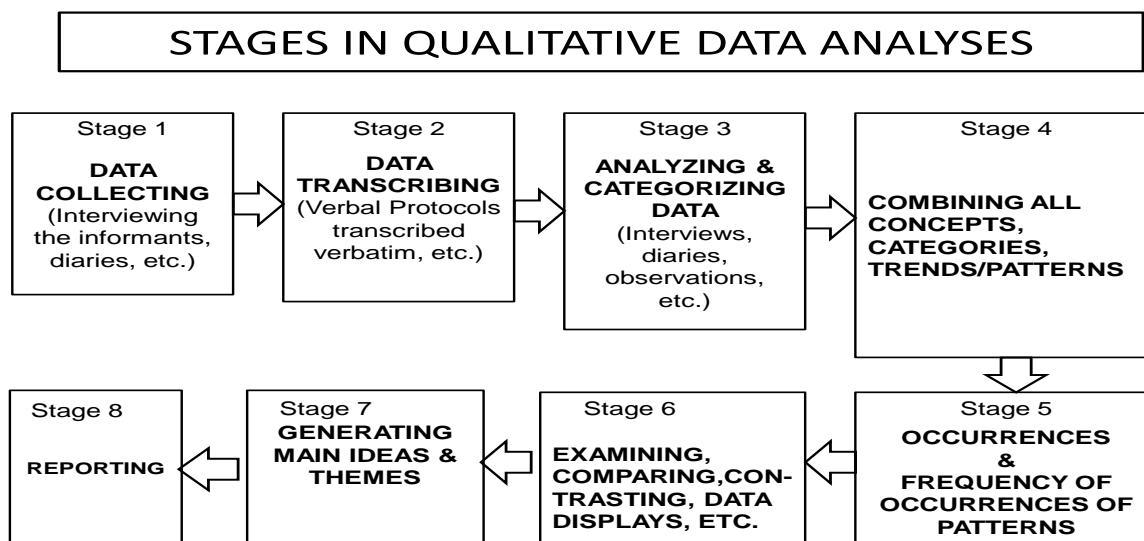 STAGES IN QUALITATIVE DATA ANALYSES
Stage 1
DATA
COLLECTING
(Interviewing
the informants,
diaries, etc.)
Stage 2
DATA
TRANSCRIBING
(Verbal Protocols
transcribed
verbatim, etc.)
Stage 3
ANALYZING &
CATEGORIZING
DATA
(Interviews,
diaries,
observations,
etc.)
Stage 4
COMBINING ALL
CONCEPTS,
CATEGORIES,
TRENDS/PATTERNS
Stage 5
OCCURRENCES
&
FREQUENCY OF
OCCURRENCES OF
PATTERNS
Stage 6
EXAMINING,
COMPARING,CON-
TRASTING, DATA
DISPLAYS, ETC.
Stage 7
GENERATING
MAIN IDEAS &
THEMES
Stage 8
REPORTING